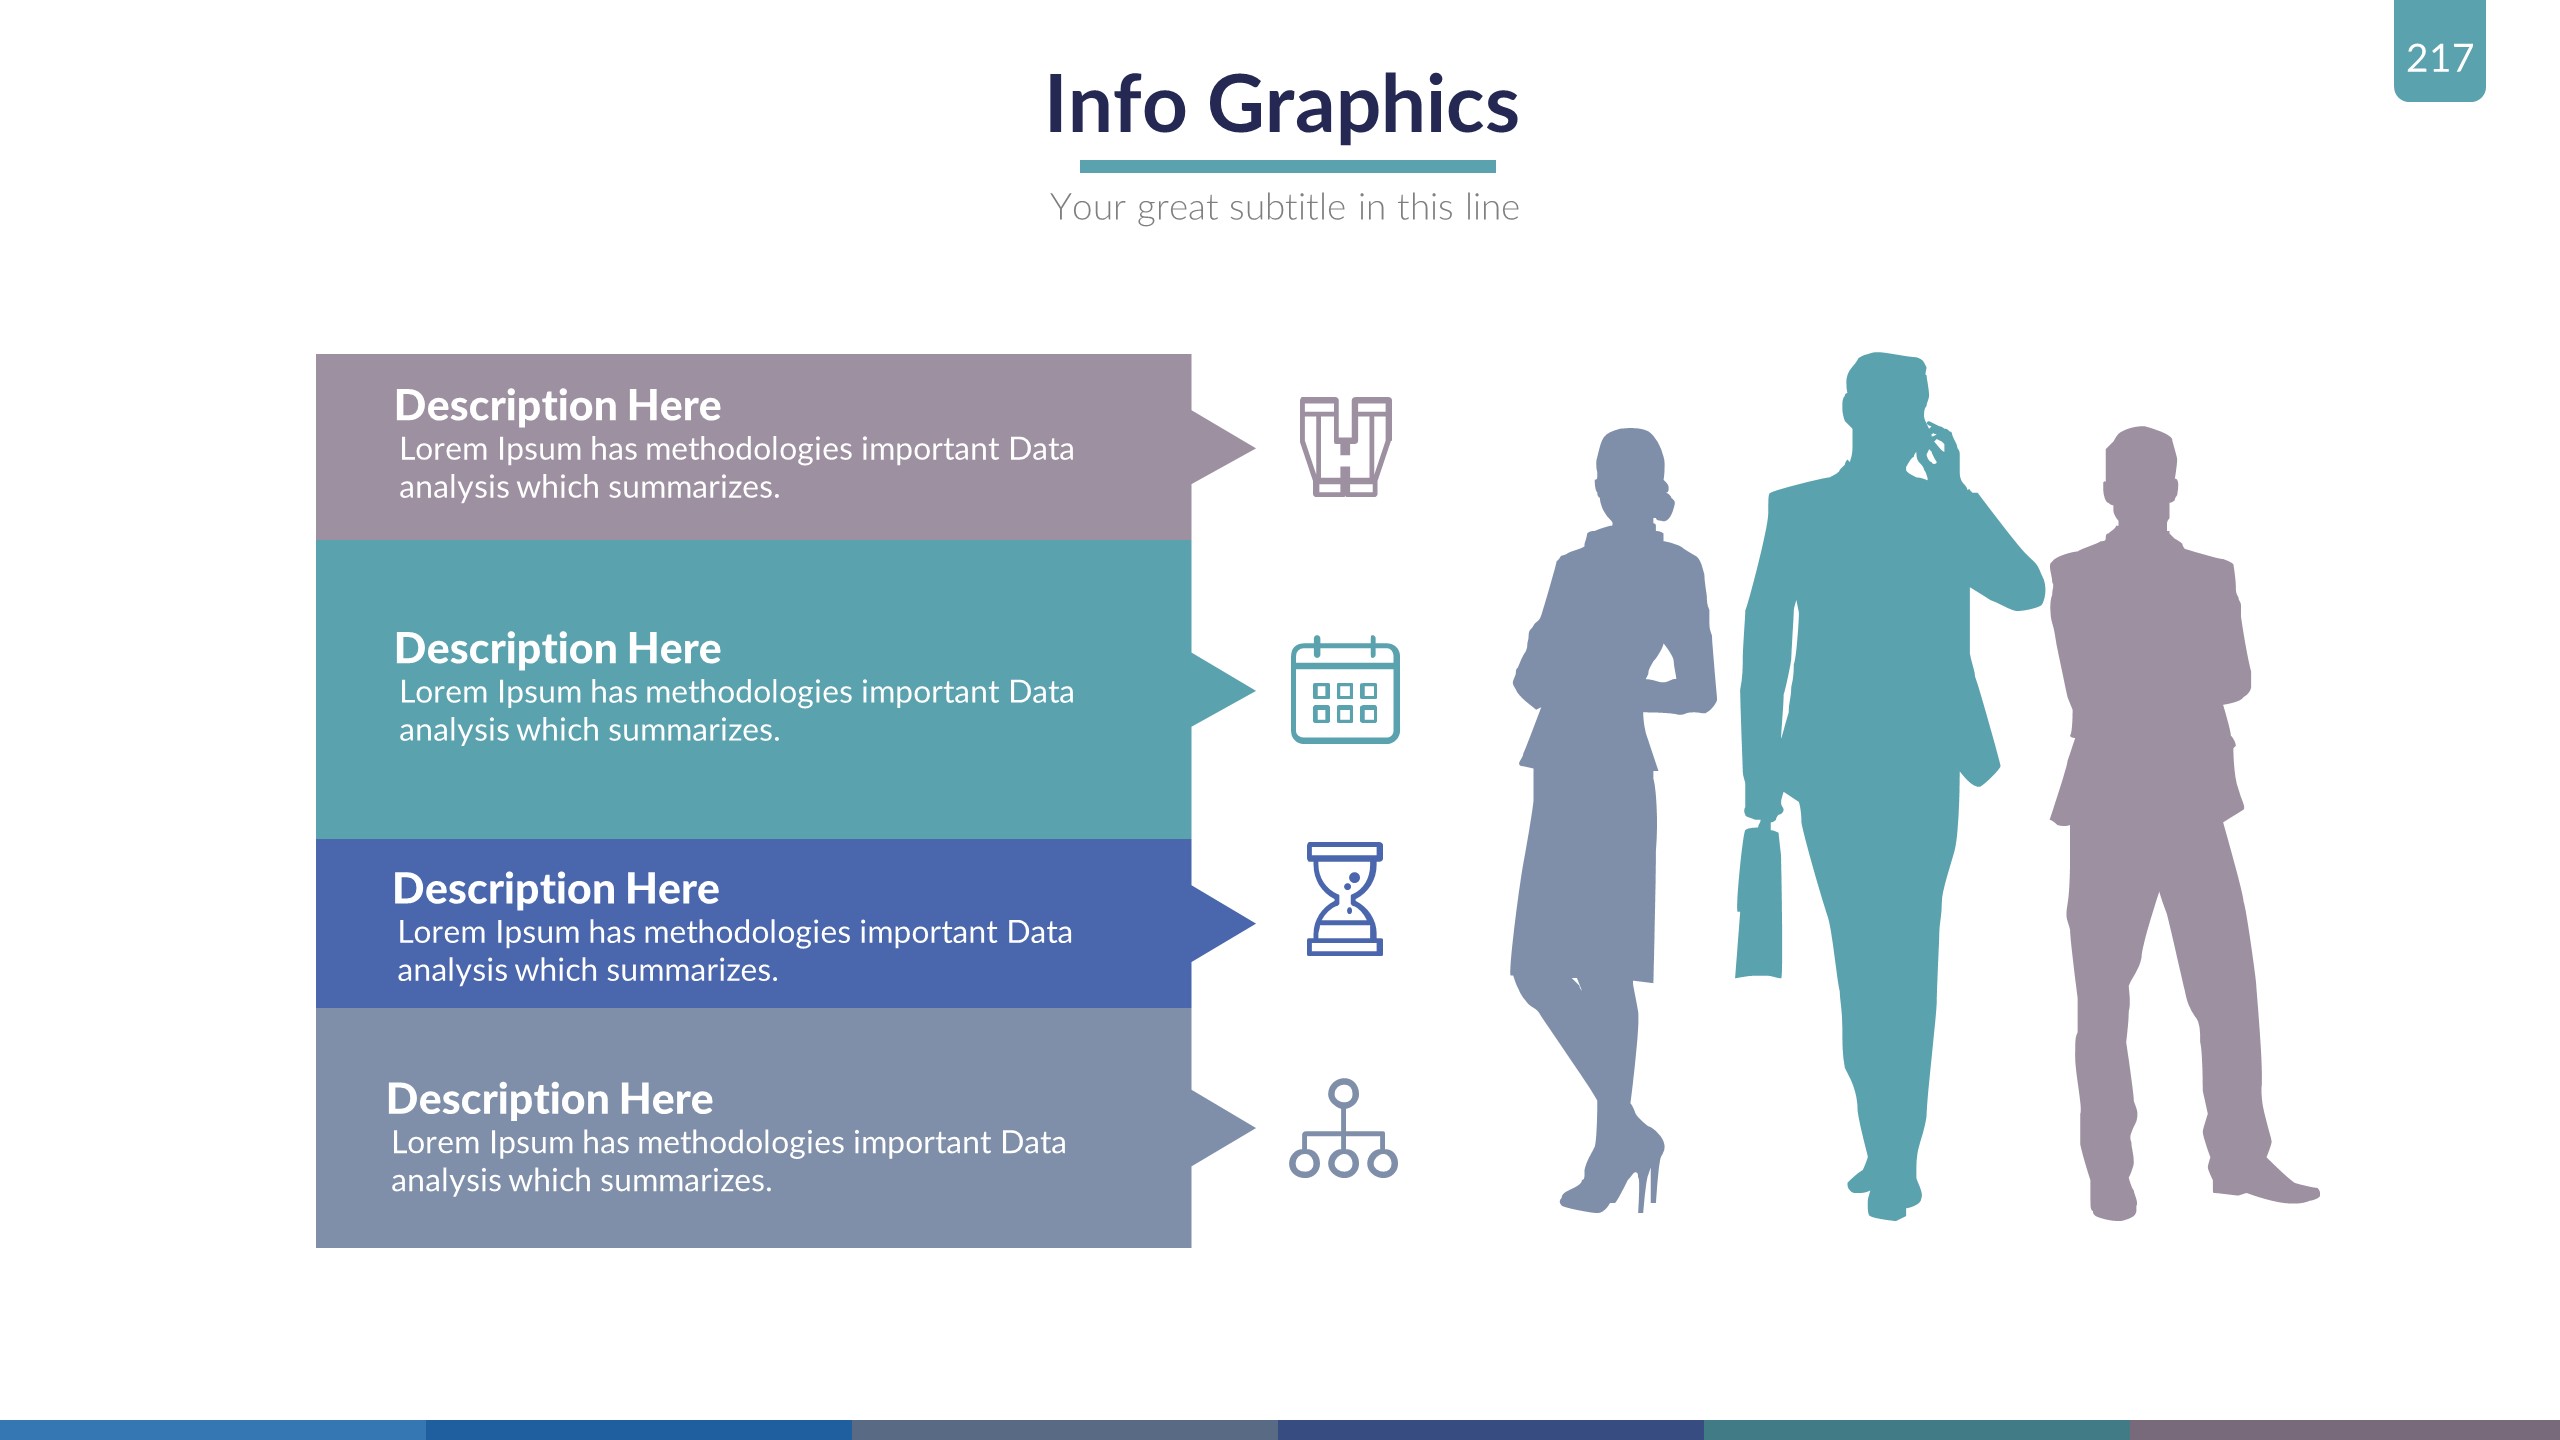 217
Info Graphics
Your great subtitle in this line
Description Here
Lorem Ipsum has methodologies important Data
analysis which summarizes.
Description Here
Lorem Ipsum has methodologies important Data
analysis which summarizes.
Description Here
Lorem Ipsum has methodologies important Data
analysis which summarizes.
Description Here
Lorem Ipsum has methodologies important Data
analysis which summarizes.